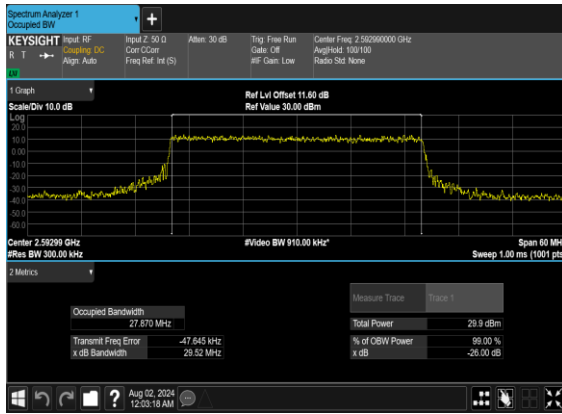 Spectrum Analyzer 1
Occupied BW
+
KEYSIGHT
R T
LXI
Input: RF
Coupling: DC
Align: Auto
Input Z: 50 Ω
Corr CCorr
Freq Ref: Int (S)
Atten: 30 dB
Trig: Free Run
Gate: Off
#IF Gain: Low
Center Freq: 2.592990000 GHz
Avg|Hold: 100/100
Radio Std: None
1 Graph
Scale/Div 10.0 dB
Ref Lvl Offset 11.60 dB
Ref Value 30.00 dBm
Log
20.0
10.0
0.00
-10.0
-20.0
-30.0
-40.0
-50.0
-60.0
Center 2.59299 GHz
#Res BW 300.00 kHz
#Video BW 910.00 kHz*
Span 60 MH
Sweep 1.00 ms (1001 pts
2 Metrics
Measure Trace
Trace 1
Occupied Bandwidth
27.870 MHz
Total Power
29.9 dBm
Transmit Freq Error
-47.645 kHz
% of OBW Power
99.00 %
x dB Bandwidth
29.52 MHz
x dB
-26.00 dB
?
Aug 02, 2024
12:03:18 AM